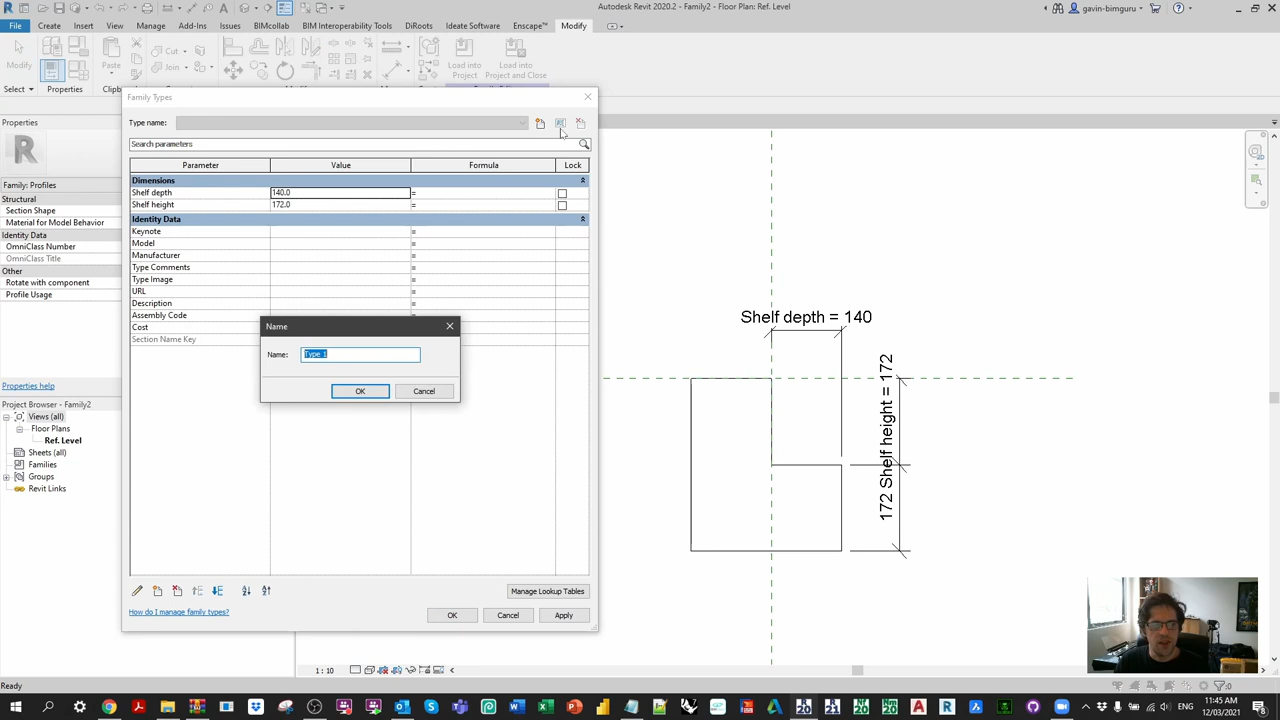 Autodesk Revit 2020.2 - Family2 - Floor Plan: Ref. Level
gavin-bimguru
File Create Insert View Manage Add-Ins Issues BIMcollab BIM Interoperability Tools DiRoots Ideate Software Enscape™ Modify
Modify
Paste
Cut
Join
Load into
Project
Load into
Project and Close
Select
Properties
Family Types
Properties
Type name:
Search parameters
Parameter Value Formula Lock
Dimensions
Shelf depth 140.0 =
Shelf height 172.0 =
Identity Data
Keynote =
Model =
Manufacturer =
Type Comments =
Type Image =
URL =
Description =
Assembly Code =
Cost
Section Name Key
Name
Name: Type 1
OK Cancel
Manage Lookup Tables
How do I manage family types?
OK Cancel Apply
Family: Profiles
Structural
Section Shape
Material for Model Behavior
Identity Data
OmniClass Number
OmniClass Title
Other
Rotate with component
Profile Usage
Properties help
Project Browser - Family2
Views (all)
Floor Plans
Ref. Level
Sheets (all)
Families
Groups
Revit Links
Shelf depth = 140
172 Shelf height = 172
1 : 10
Ready
:0
11:45 AM
12/03/2021